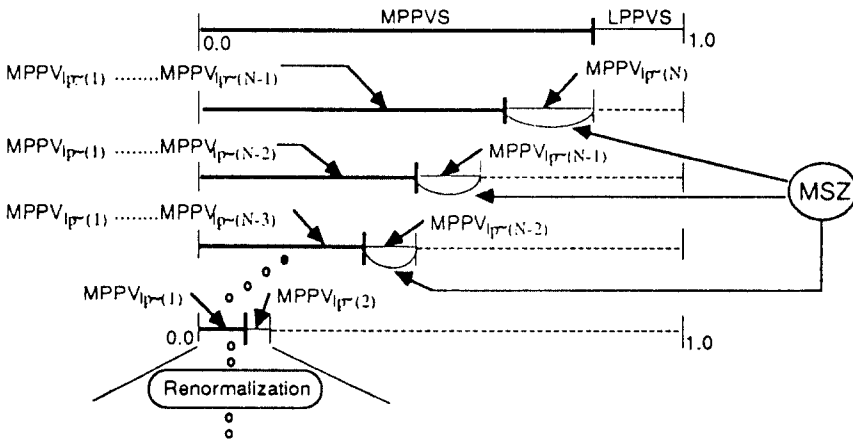 MPPVS LPPVS
0.0 1.0
MPPV|p~(1) ........MPPV|p~(N-1) MPPV|p~(N)
MPPV|p~(1) ........MPPV|p~(N-2) MPPV|p~(N-1)
MSZ
MPPV|p~(1) ........MPPV|p~(N-3) MPPV|p~(N-2)
MPPV|p~(1) MPPV|p~(2)
0.0 1.0
Renormalization